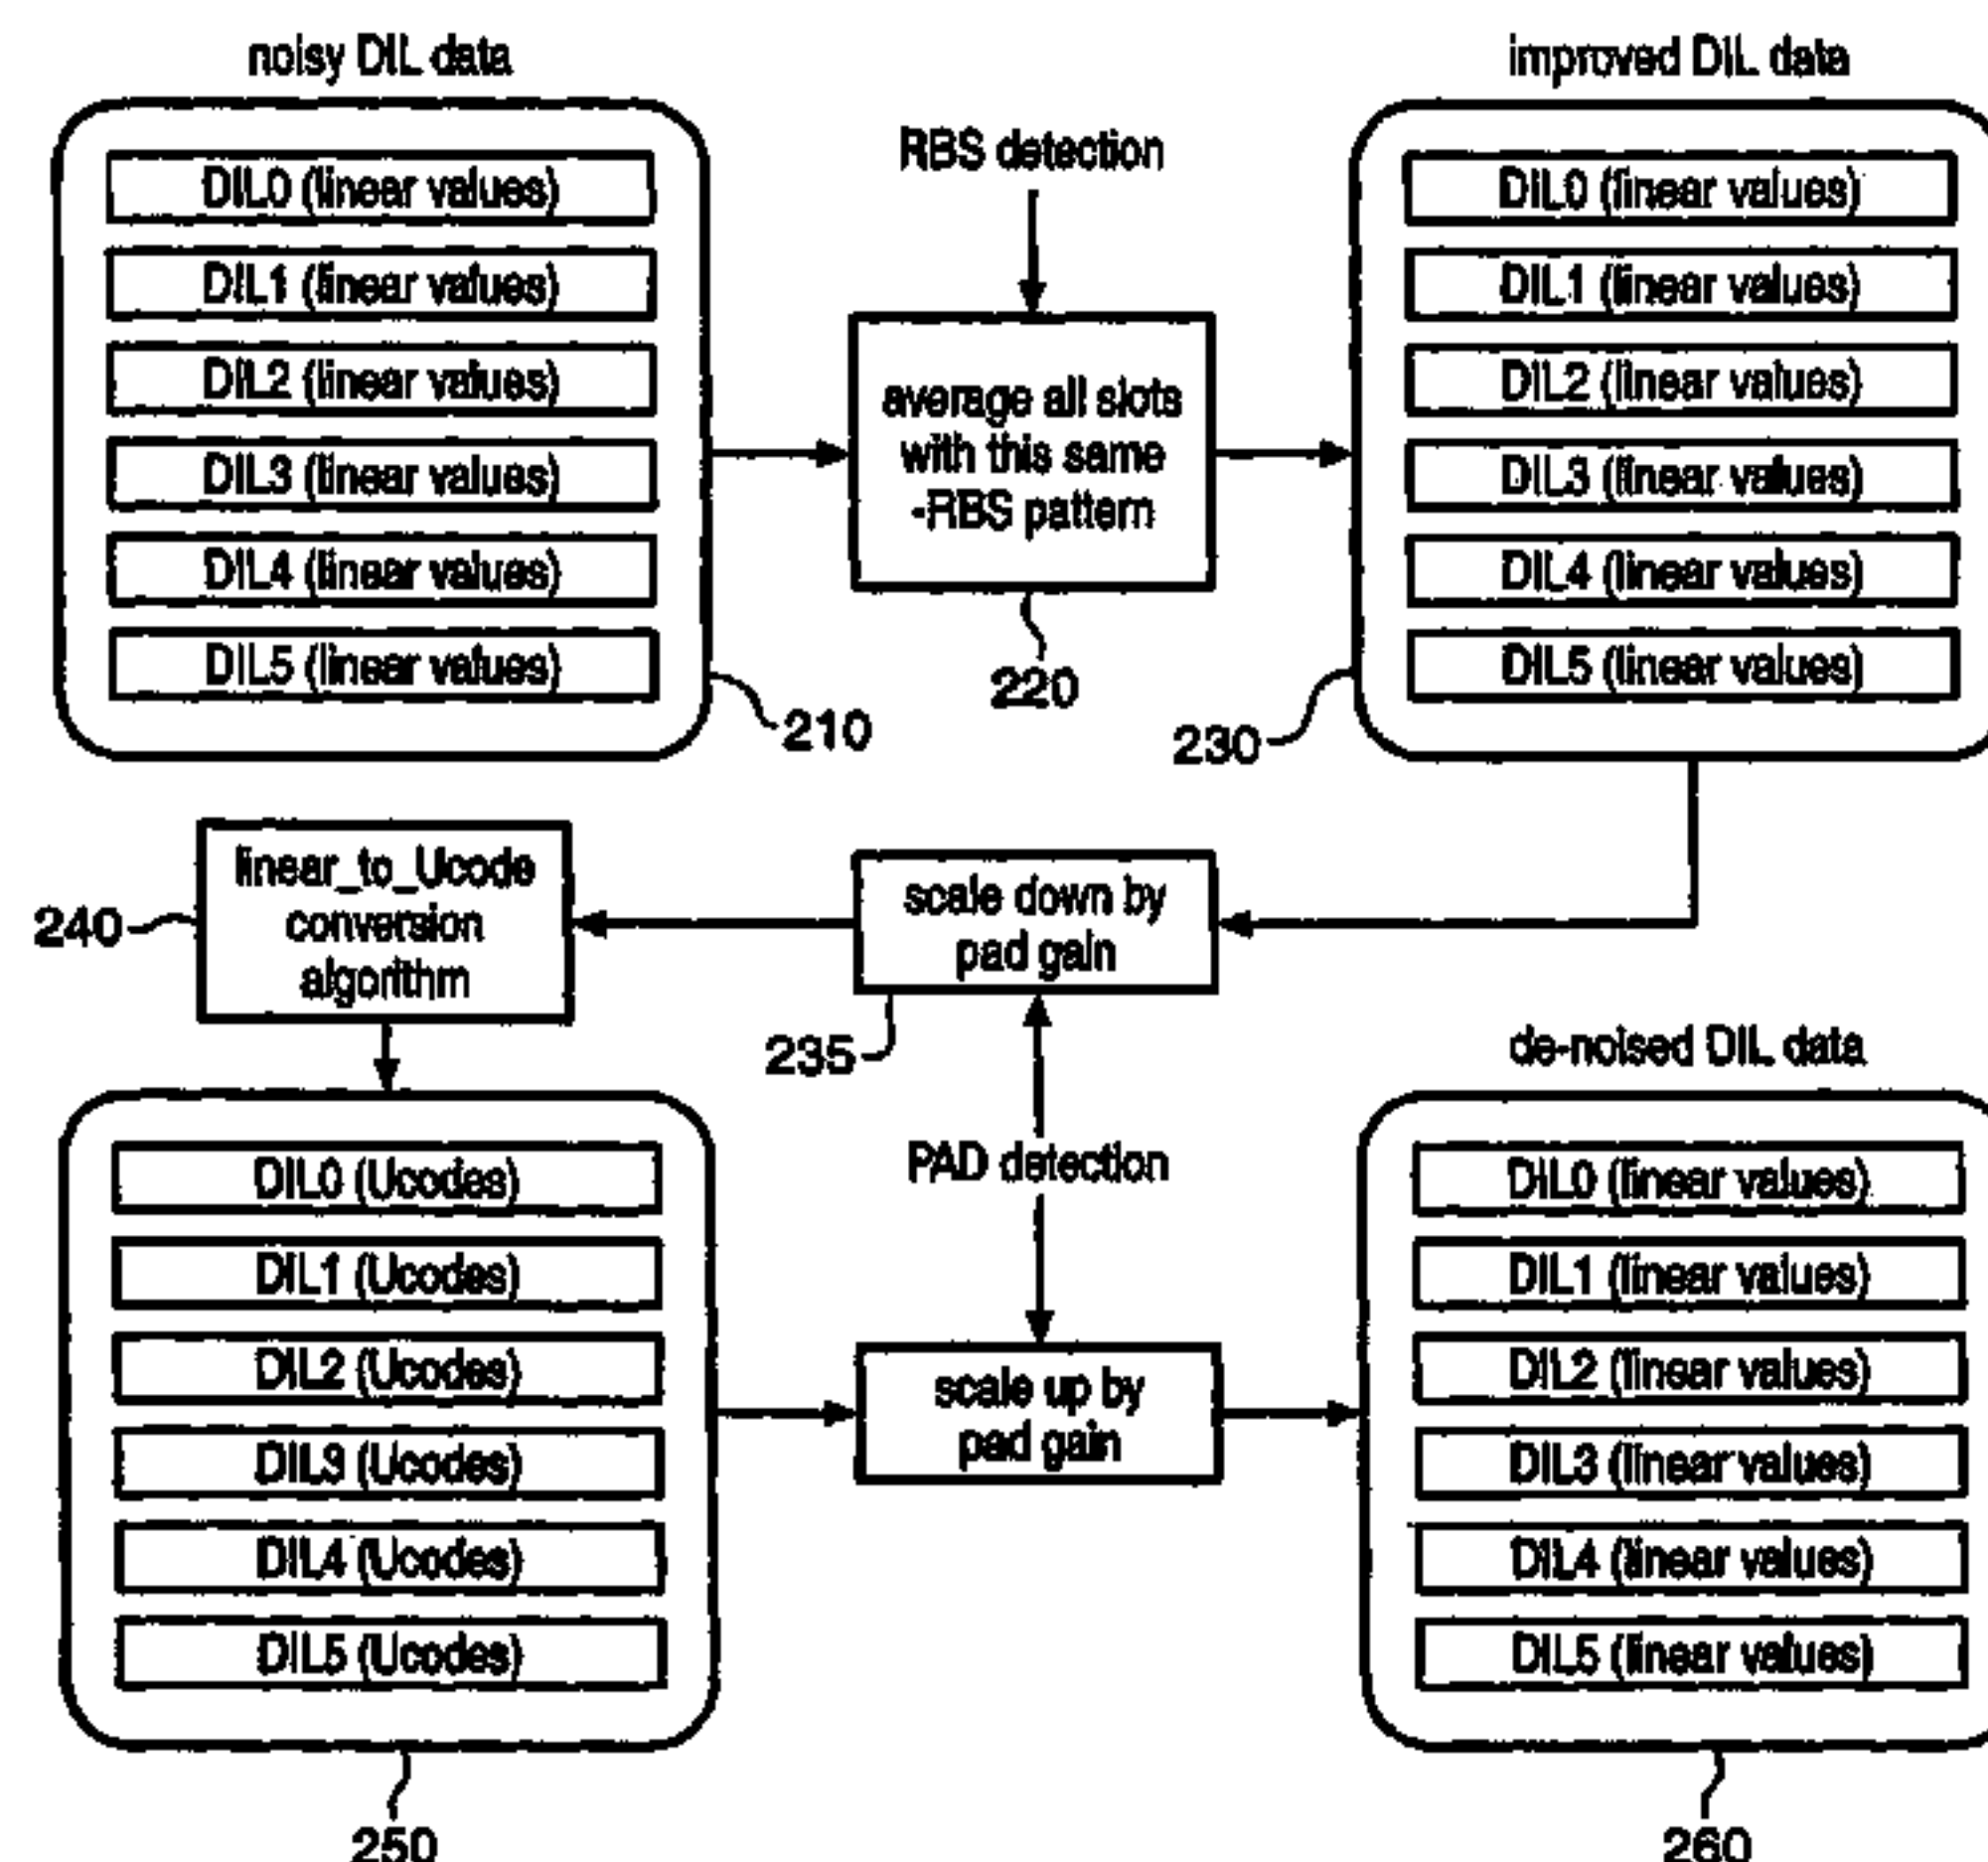 noisy DIL data
DIL0 (linear values)
DIL1 (linear values)
DIL2 (linear values)
DIL3 (linear values)
DIL4 (linear values)
DIL5 (linear values)
210
RBS detection
average all slots
with this same
-RBS pattern
220
improved DIL data
DIL0 (linear values)
DIL1 (linear values)
DIL2 (linear values)
DIL3 (linear values)
DIL4 (linear values)
DIL5 (linear values)
230
scale down by
pad gain
235
linear_to_Ucode
conversion
algorithm
240
DIL0 (Ucodes)
DIL1 (Ucodes)
DIL2 (Ucodes)
DIL3 (Ucodes)
DIL4 (Ucodes)
DIL5 (Ucodes)
250
PAD detection
scale up by
pad gain
de-noised DIL data
DIL0 (linear values)
DIL1 (linear values)
DIL2 (linear values)
DIL3 (linear values)
DIL4 (linear values)
DIL5 (linear values)
260